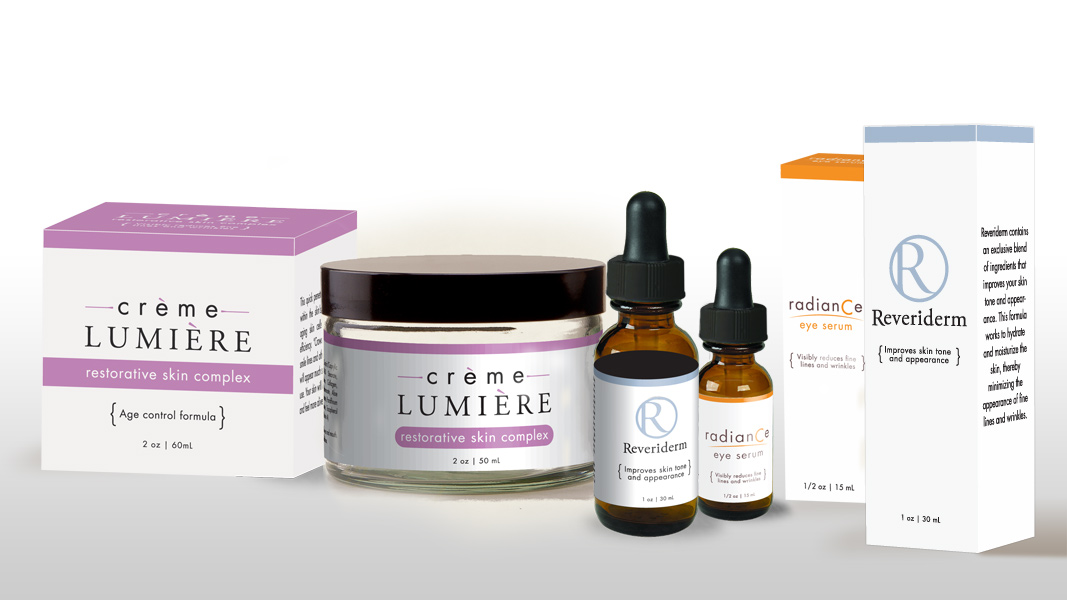 crème
LUMIÈRE
restorative skin complex
crème
LUMIÈRE
restorative skin complex
{Age control formula}
2 oz | 60mL
crème
LUMIÈRE
restorative skin complex
2 oz | 50 mL
R
Reveriderm
{Improves skin tone
and appearance}
1 oz | 30 mL
radianCe
eye serum
{Visibly reduces fine
lines and wrinkles}
1/2 oz | 15 mL
radianCe
eye serum
{Visibly reduces fine
lines and wrinkles}
1/2 oz | 15 mL
R
Reveriderm
{Improves skin tone
and appearance}
1 oz | 30 mL
Reveriderm contains
an exclusive blend
of ingredients that
improves your skin
tone and appear-
ance. This formula
works to hydrate
and moisturize the
skin, thereby
minimizing the
appearance of fine
lines and wrinkles.